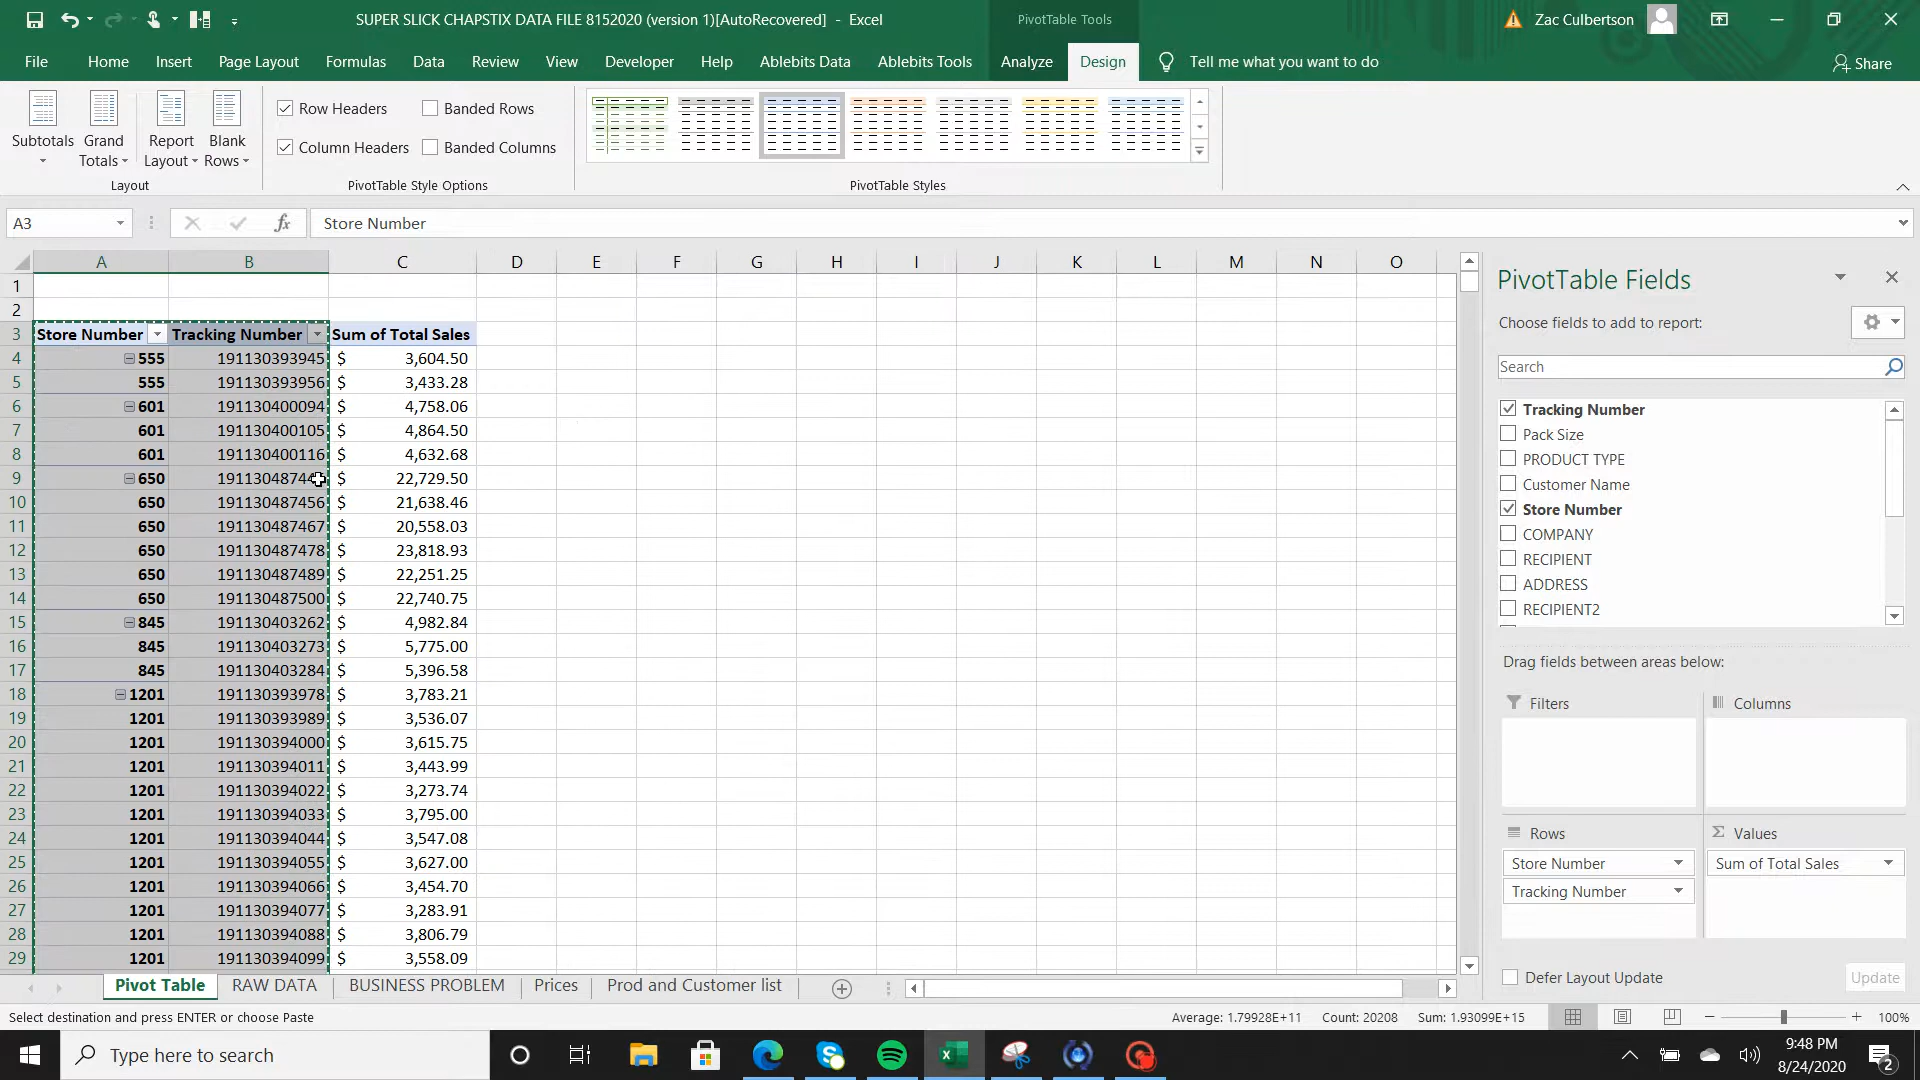 SUPER SLICK CHAPSTIX DATA FILE 8152020 (version 1)[AutoRecovered] - Excel
PivotTable Tools
Zac Culbertson
File Home Insert Page Layout Formulas Data Review View Developer Help Ablebits Data Ablebits Tools Analyze Design Tell me what you want to do Share
Subtotals
Grand Totals
Report Layout
Blank Rows
Layout
Row Headers
Banded Rows
Column Headers
Banded Columns
PivotTable Style Options
PivotTable Styles
A3 fx Store Number
A B C D E F G H I J K L M N O
1
2
3 Store Number Tracking Number Sum of Total Sales
4 555 191130393945 $ 3,604.50
5 555 191130393956 $ 3,433.28
6 601 191130400094 $ 4,758.06
7 601 191130400105 $ 4,864.50
8 601 191130400116 $ 4,632.68
9 650 $ 22,729.50
10 650 191130487456 $ 21,638.46
11 650 191130487467 $ 20,558.03
12 650 191130487478 $ 23,818.93
13 650 191130487489 $ 22,251.25
14 650 191130487500 $ 22,740.75
15 845 191130403262 $ 4,982.84
16 845 191130403273 $ 5,775.00
17 845 191130403284 $ 5,396.58
18 1201 191130393978 $ 3,783.21
19 1201 191130393989 $ 3,536.07
20 1201 191130394000 $ 3,615.75
21 1201 191130394011 $ 3,443.99
22 1201 191130394022 $ 3,273.74
23 1201 191130394033 $ 3,795.00
24 1201 191130394044 $ 3,547.08
25 1201 191130394055 $ 3,627.00
26 1201 191130394066 $ 3,454.70
27 1201 191130394077 $ 3,283.91
28 1201 191130394088 $ 3,806.79
29 1201 191130394099 $ 3,558.09
PivotTable Fields
Choose fields to add to report:
Search
Tracking Number
Pack Size
PRODUCT TYPE
Customer Name
Store Number
COMPANY
RECIPIENT
ADDRESS
RECIPIENT2
Drag fields between areas below:
Filters
Columns
Rows
Σ Values
Store Number
Sum of Total Sales
Tracking Number
Defer Layout Update
Update
Pivot Table RAW DATA BUSINESS PROBLEM Prices Prod and Customer list
Select destination and press ENTER or choose Paste
Average: 1.79928E+11 Count: 20208 Sum: 1.93099E+15
100%
Type here to search
9:48 PM
8/24/2020
2